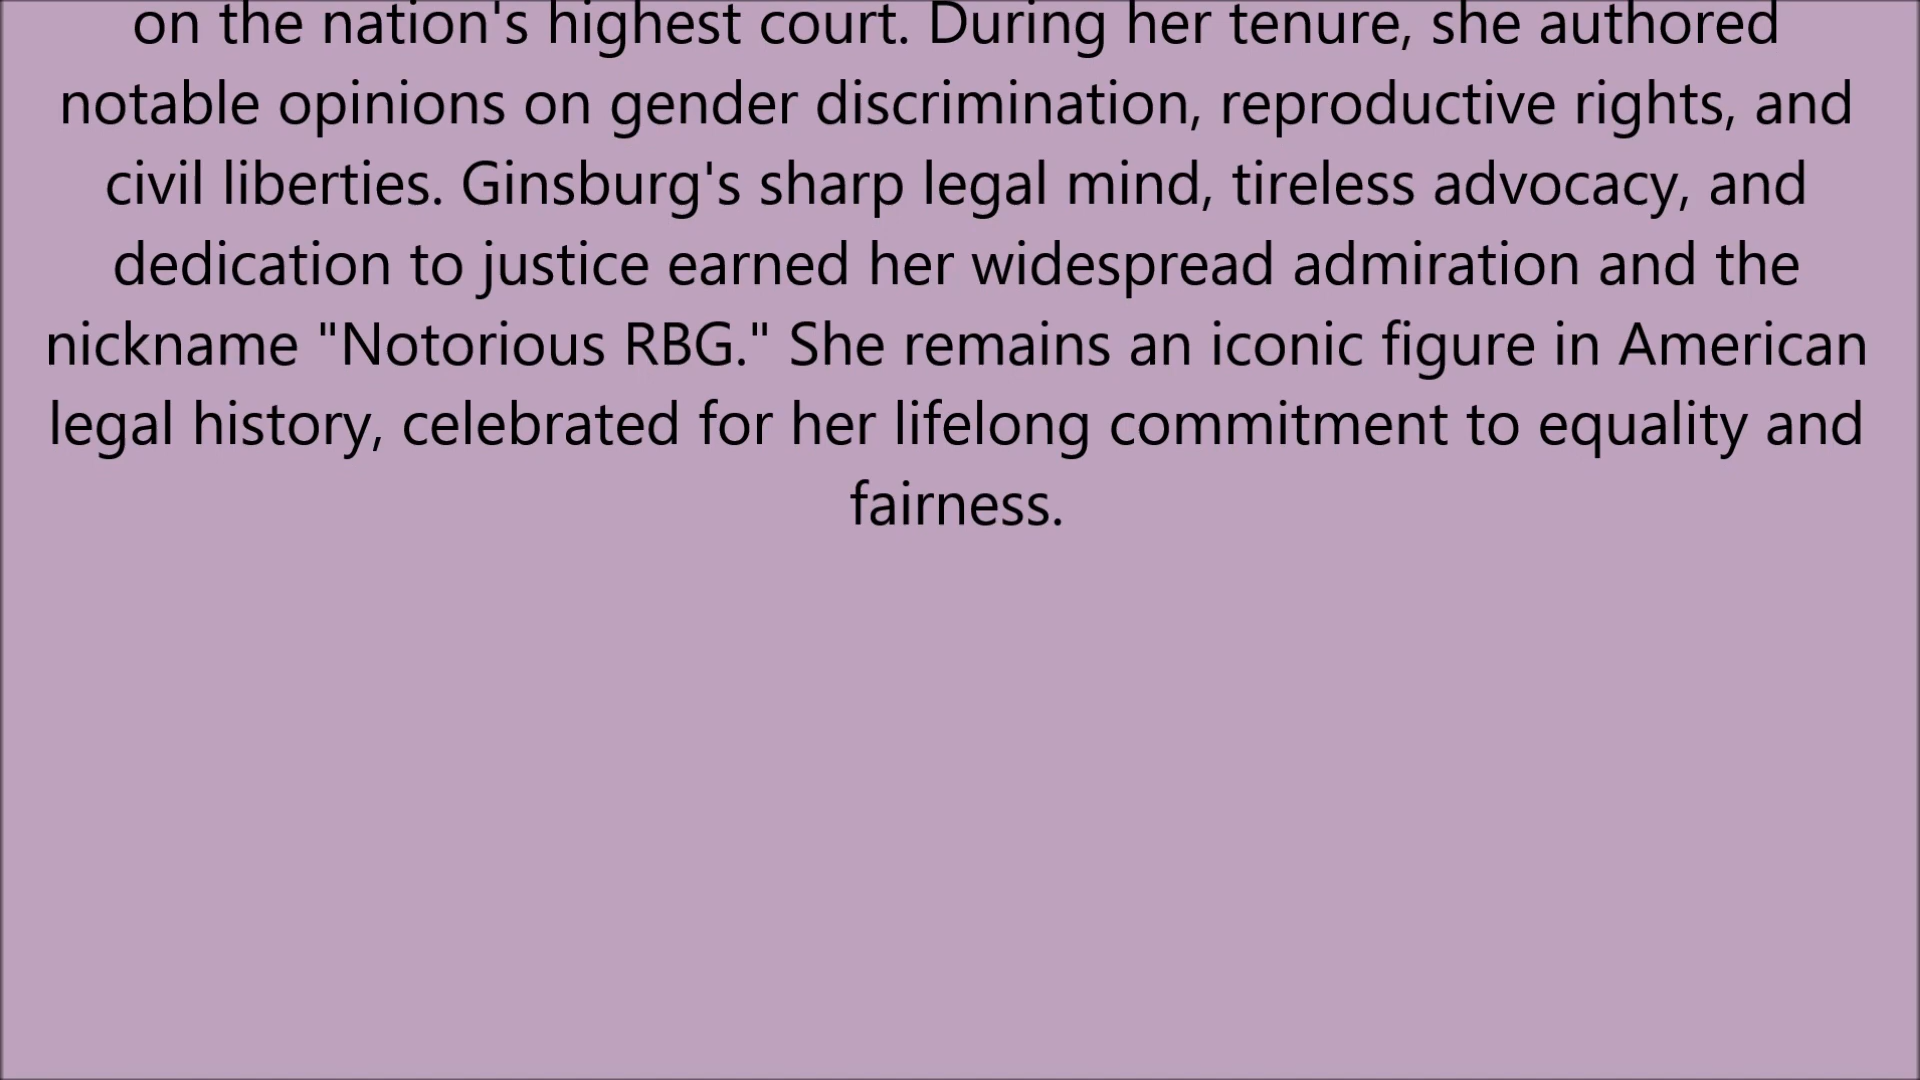 on the nation's highest court. During her tenure, she authored
notable opinions on gender discrimination, reproductive rights, and
civil liberties. Ginsburg's sharp legal mind, tireless advocacy, and
dedication to justice earned her widespread admiration and the
nickname "Notorious RBG." She remains an iconic figure in American
legal history, celebrated for her lifelong commitment to equality and
fairness.